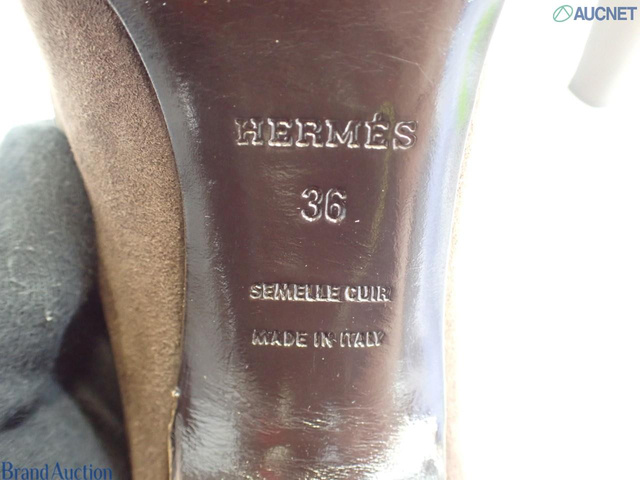 AUCNET
HERMÈS
36
SEMELLE CUIR
MADE IN ITALY
Brand Auction